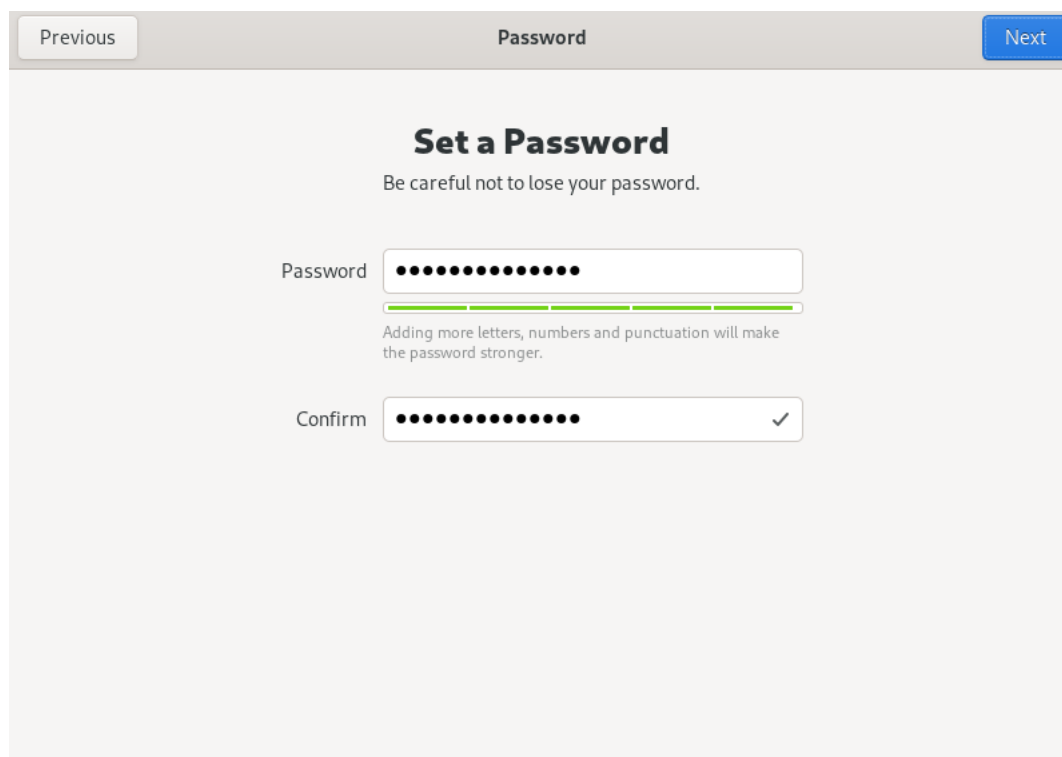 Previous
Password
Next
Set a Password
Be careful not to lose your password.
Password ••••••••••••••
Adding more letters, numbers and punctuation will make
the password stronger.
Confirm ••••••••••••••